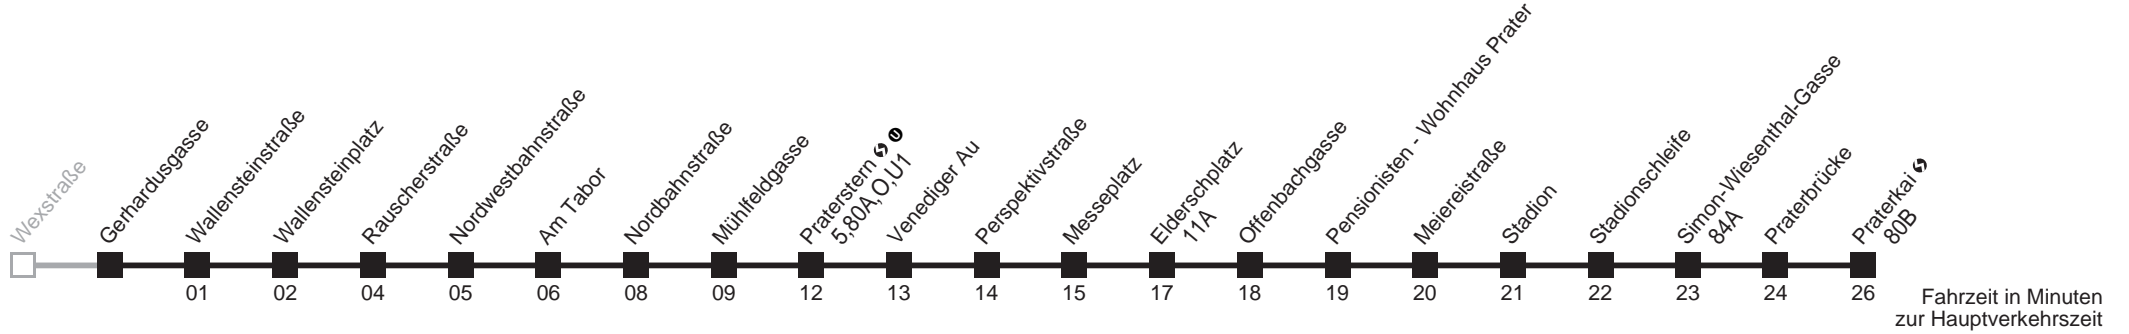 Wexstraße
Gerhardusgasse
Wallensteinstraße
Wallensteinplatz
Rauscherstraße
Nordwestbahnstraße
Am Tabor
Nordbahnstraße
Mühlfeldgasse
Praterstern S U
5,80A,O,U1
Venediger Au
Perspektivstraße
Messeplatz
Elderschplatz
11A
Offenbachgasse
Pensionisten - Wohnhaus Prater
Meiereistraße
Stadion
Stadionschleife
Simon-Wiesenthal-Gasse
84A
Praterbrücke
Praterkai S
80B
01 02 04 05 06 08 09 12 13 14 15 17 18 19 20 21 22 23 24 26
Fahrzeit in Minuten
zur Hauptverkehrszeit